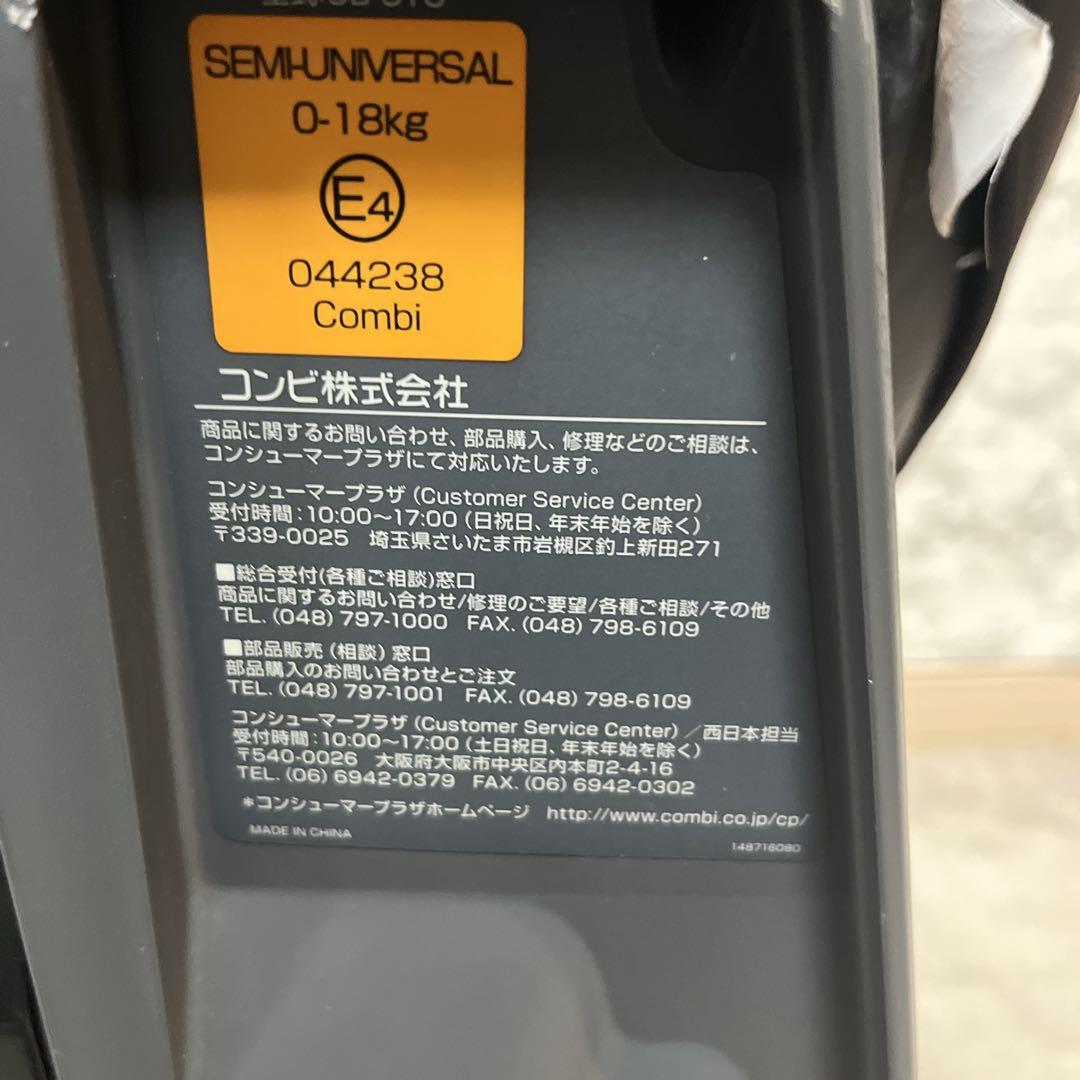 SEMI-UNIVERSAL
0-18kg
E4
044238
Combi
コンビ株式会社
商品に関するお問い合わせ、部品購入、修理などのご相談は、
コンシューマープラザにて対応いたします。
コンシューマープラザ (Customer Service Center)
受付時間:10:00〜17:00 (日祝日、年末年始を除く)
〒339-0025 埼玉県さいたま市岩槻区釣上新田271
■総合受付(各種ご相談)窓口
商品に関するお問い合わせ/修理のご要望/各種ご相談/その他
TEL. (048) 797-1000 FAX. (048) 798-6109
■部品販売 (相談) 窓口
部品購入のお問い合わせとご注文
TEL. (048) 797-1001 FAX. (048) 798-6109
コンシューマープラザ (Customer Service Center) /西日本担当
受付時間:10:00〜17:00 (土日祝日、年末年始を除く)
〒540-0026 大阪府大阪市中央区内本町2-4-16
TEL. (06) 6942-0379 FAX. (06) 6942-0302
*コンシューマープラザホームページ http://www.combi.co.jp/cp/
MADE IN CHINA
148716080